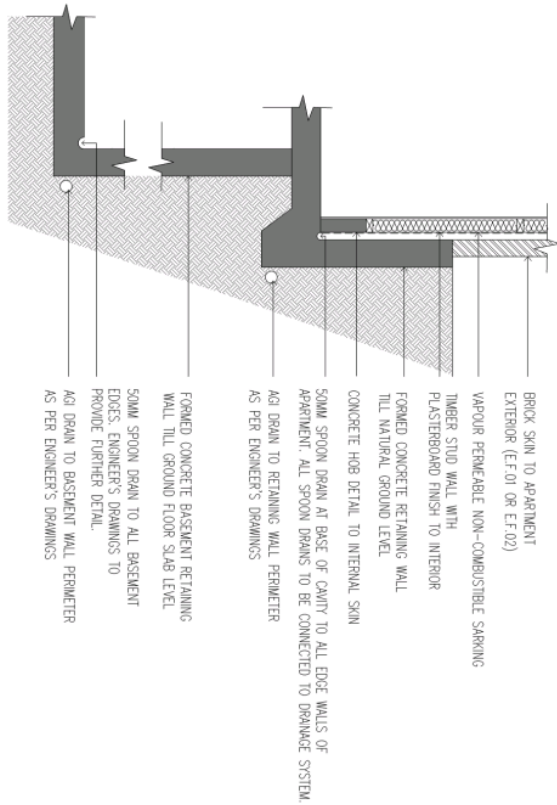 BRICK SKIN TO APARTMENT
EXTERIOR (E.F.01 OR E.F.02)
VAPOUR PERMEABLE NON-COMBUSTIBLE SARKING
TIMBER STUD WALL WITH
PLASTERBOARD FINISH TO INTERIOR
FORMED CONCRETE RETAINING WALL
TILL NATURAL GROUND LEVEL
CONCRETE HOB DETAIL TO INTERNAL SKIN
50MM SPOON DRAIN AT BASE OF CAVITY TO ALL EDGE WALLS OF
APARTMENT. ALL SPOON DRAINS TO BE CONNECTED TO DRAINAGE SYSTEM.
AGI DRAIN TO RETAINING WALL PERIMETER
AS PER ENGINEER'S DRAWINGS
FORMED CONCRETE BASEMENT RETAINING
WALL TILL GROUND FLOOR SLAB LEVEL
50MM SPOON DRAIN TO ALL BASEMENT
EDGES. ENGINEER'S DRAWINGS TO
PROVIDE FURTHER DETAIL.
AGI DRAIN TO BASEMENT WALL PERIMETER
AS PER ENGINEER'S DRAWINGS